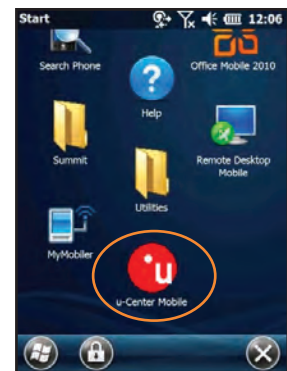 Start 12:06
Search Phone
Office Mobile 2010
?
Help
Summit
Remote Desktop
Mobile
Utilities
MyMobiler
u
u-Center Mobile